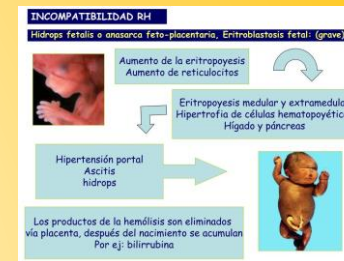 INCOMPATIBILIDAD RH
Hidrops fetalis o anasarca feto-placentaria, Eritroblastosis fetal: (grave)
Aumento de la eritropoyesis
Aumento de reticulocitos
Eritropoyesis medular y extramedular
Hipertrofia de células hematopoyéticas
Hígado y páncreas
Hipertensión portal
Ascitis
hidrops
Los productos de la hemólisis son eliminados
vía placenta, después del nacimiento se acumulan
Por ej: bilirrubina